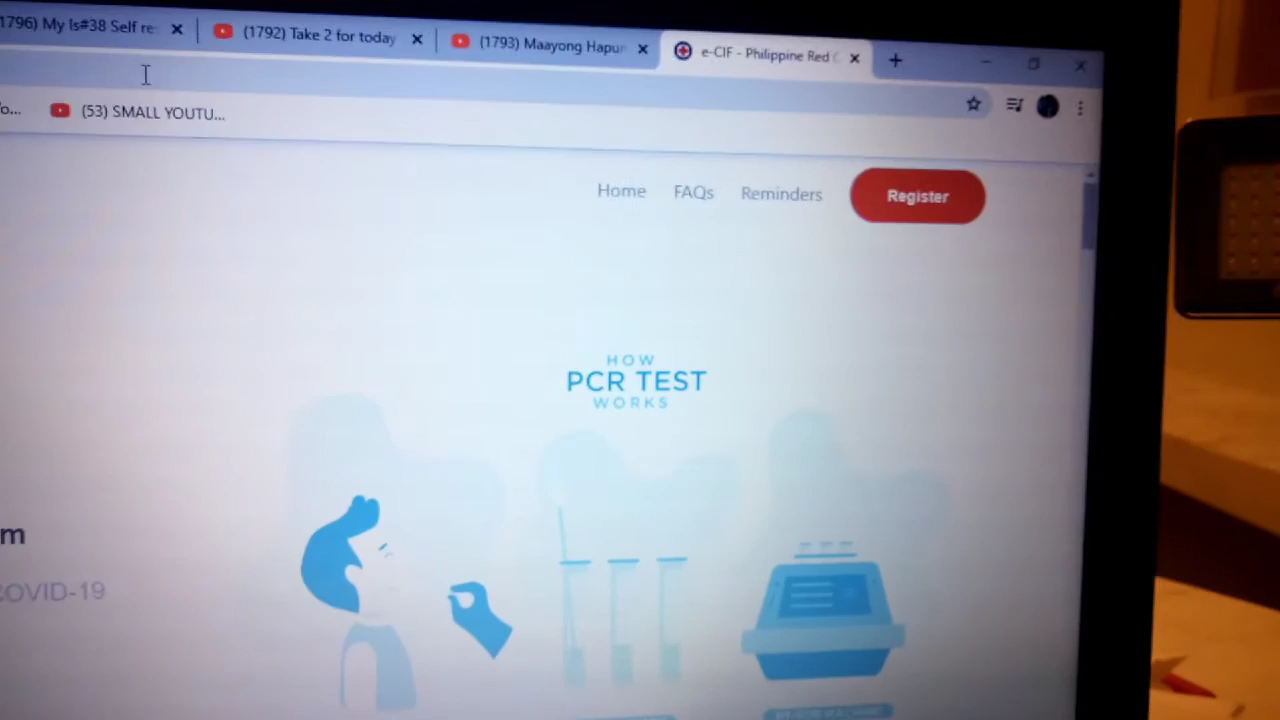 1796) My Is#38 Self re
(1792) Take 2 for today
(1793) Maayong Hapun
e-CIF - Philippine Red C
(53) SMALL YOUTU...
Home
FAQs
Reminders
Register
HOW
PCR TEST
WORKS
m
COVID-19